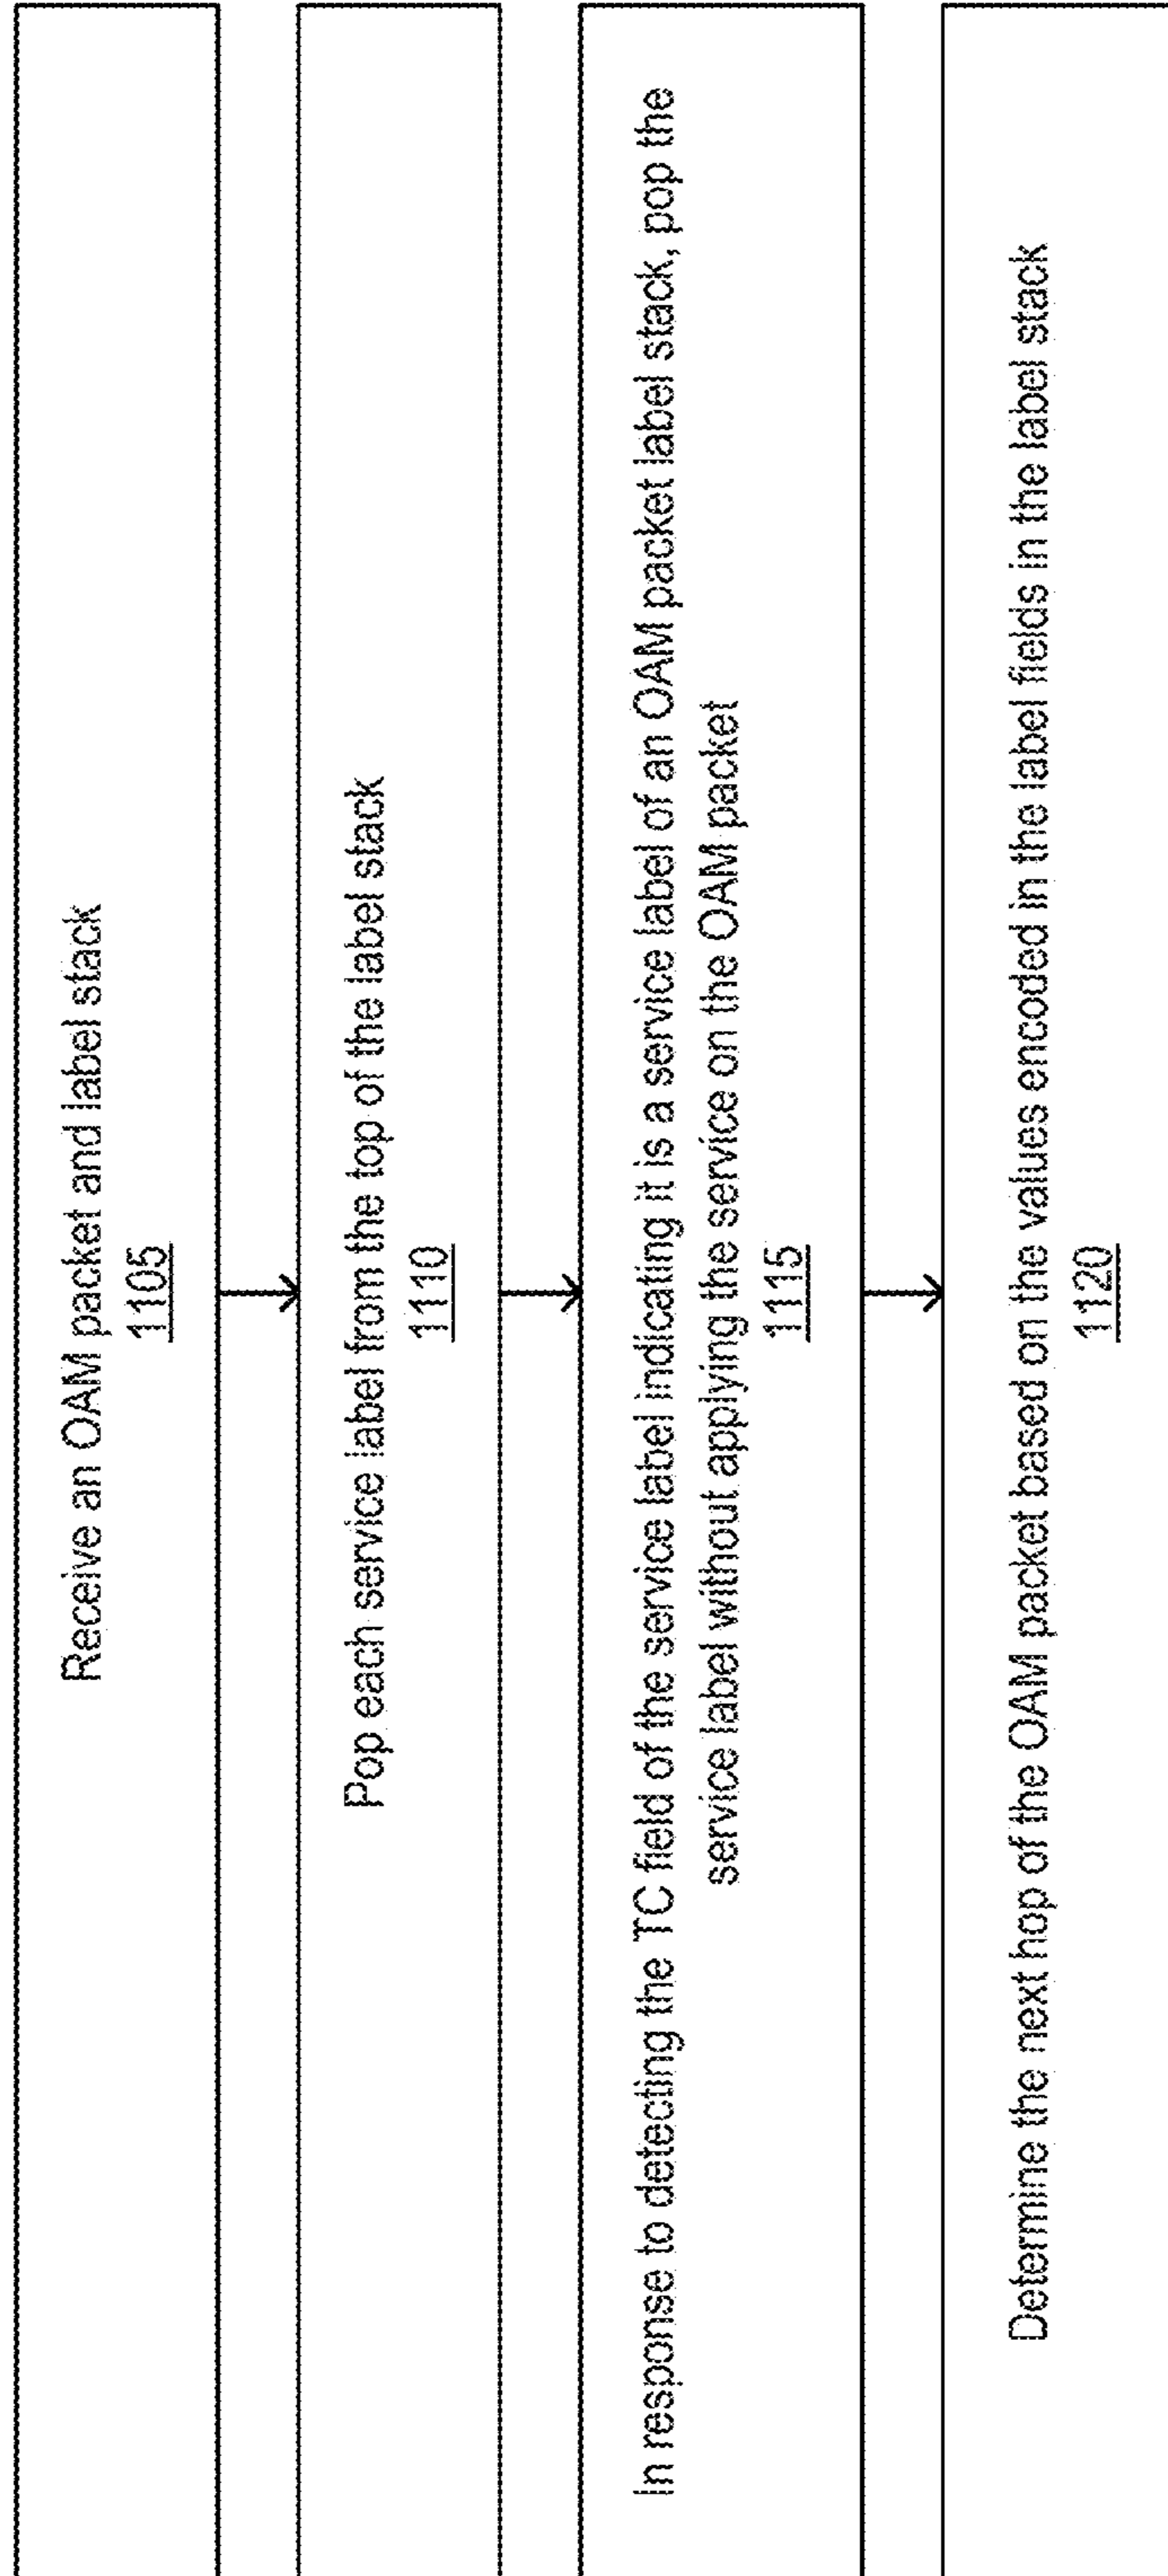 Receive an OAM packet and label stack
1105
Pop each service label from the top of the label stack
1110
In response to detecting the TC field of the service label indicating it is a service label of an OAM packet label stack, pop the
service label without applying the service on the OAM packet
1115
Determine the next hop of the OAM packet based on the values encoded in the label fields in the label stack
1120